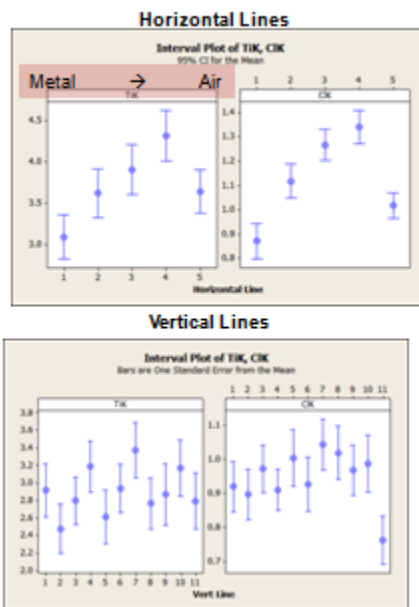 Horizontal Lines
Interval Plot of TiK, ClK
95% CI for the Mean
Metal → Air
1 2 3 4 5
TiK ClK
4.5
4.0
3.5
3.0
1.4
1.3
1.2
1.1
1.0
0.9
0.8
1 2 3 4 5
Horizontal Line
Vertical Lines
Interval Plot of TiK, ClK
Bars are One Standard Error from the Mean
1 2 3 4 5 6 7 8 9 10 11
TiK ClK
3.8
3.6
3.4
3.2
3.0
2.8
2.6
2.4
2.2
2.0
1.1
1.0
0.9
0.8
0.7
1 2 3 4 5 6 7 8 9 10 11
Vert Line